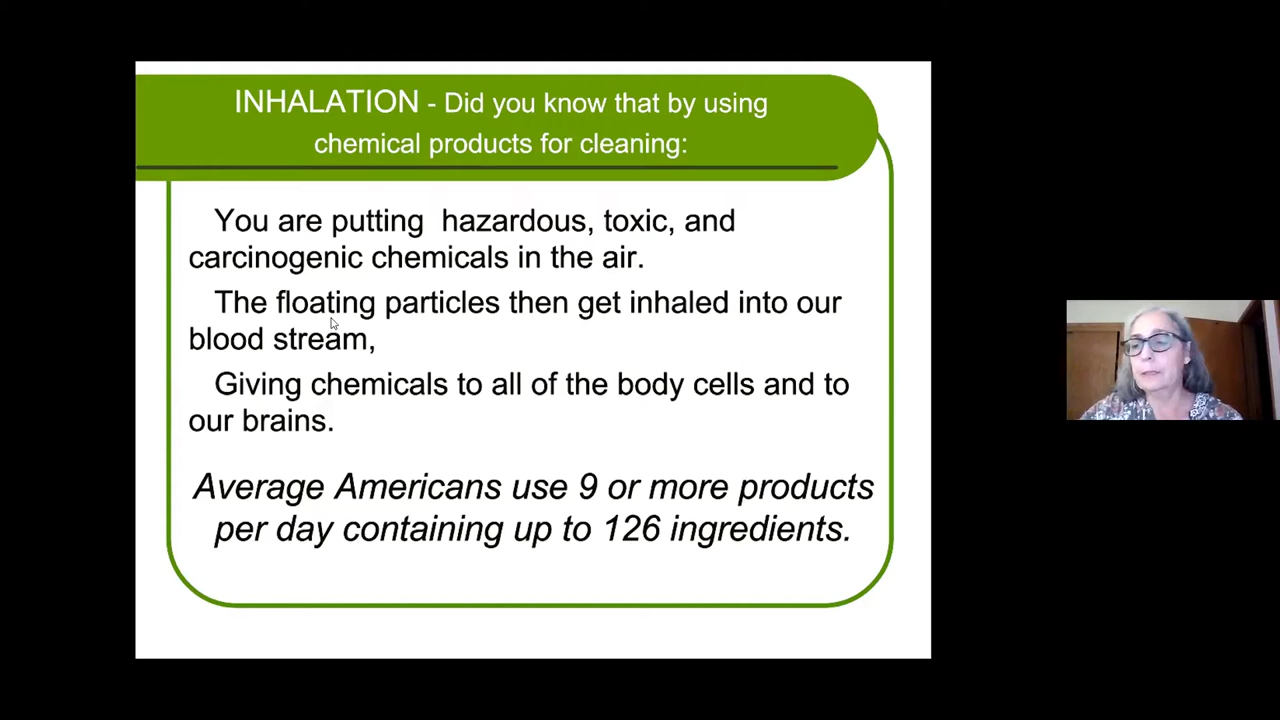 INHALATION - Did you know that by using
chemical products for cleaning:
You are putting  hazardous, toxic, and
carcinogenic chemicals in the air.
The floating particles then get inhaled into our
blood stream,
Giving chemicals to all of the body cells and to
our brains.
Average Americans use 9 or more products
per day containing up to 126 ingredients.